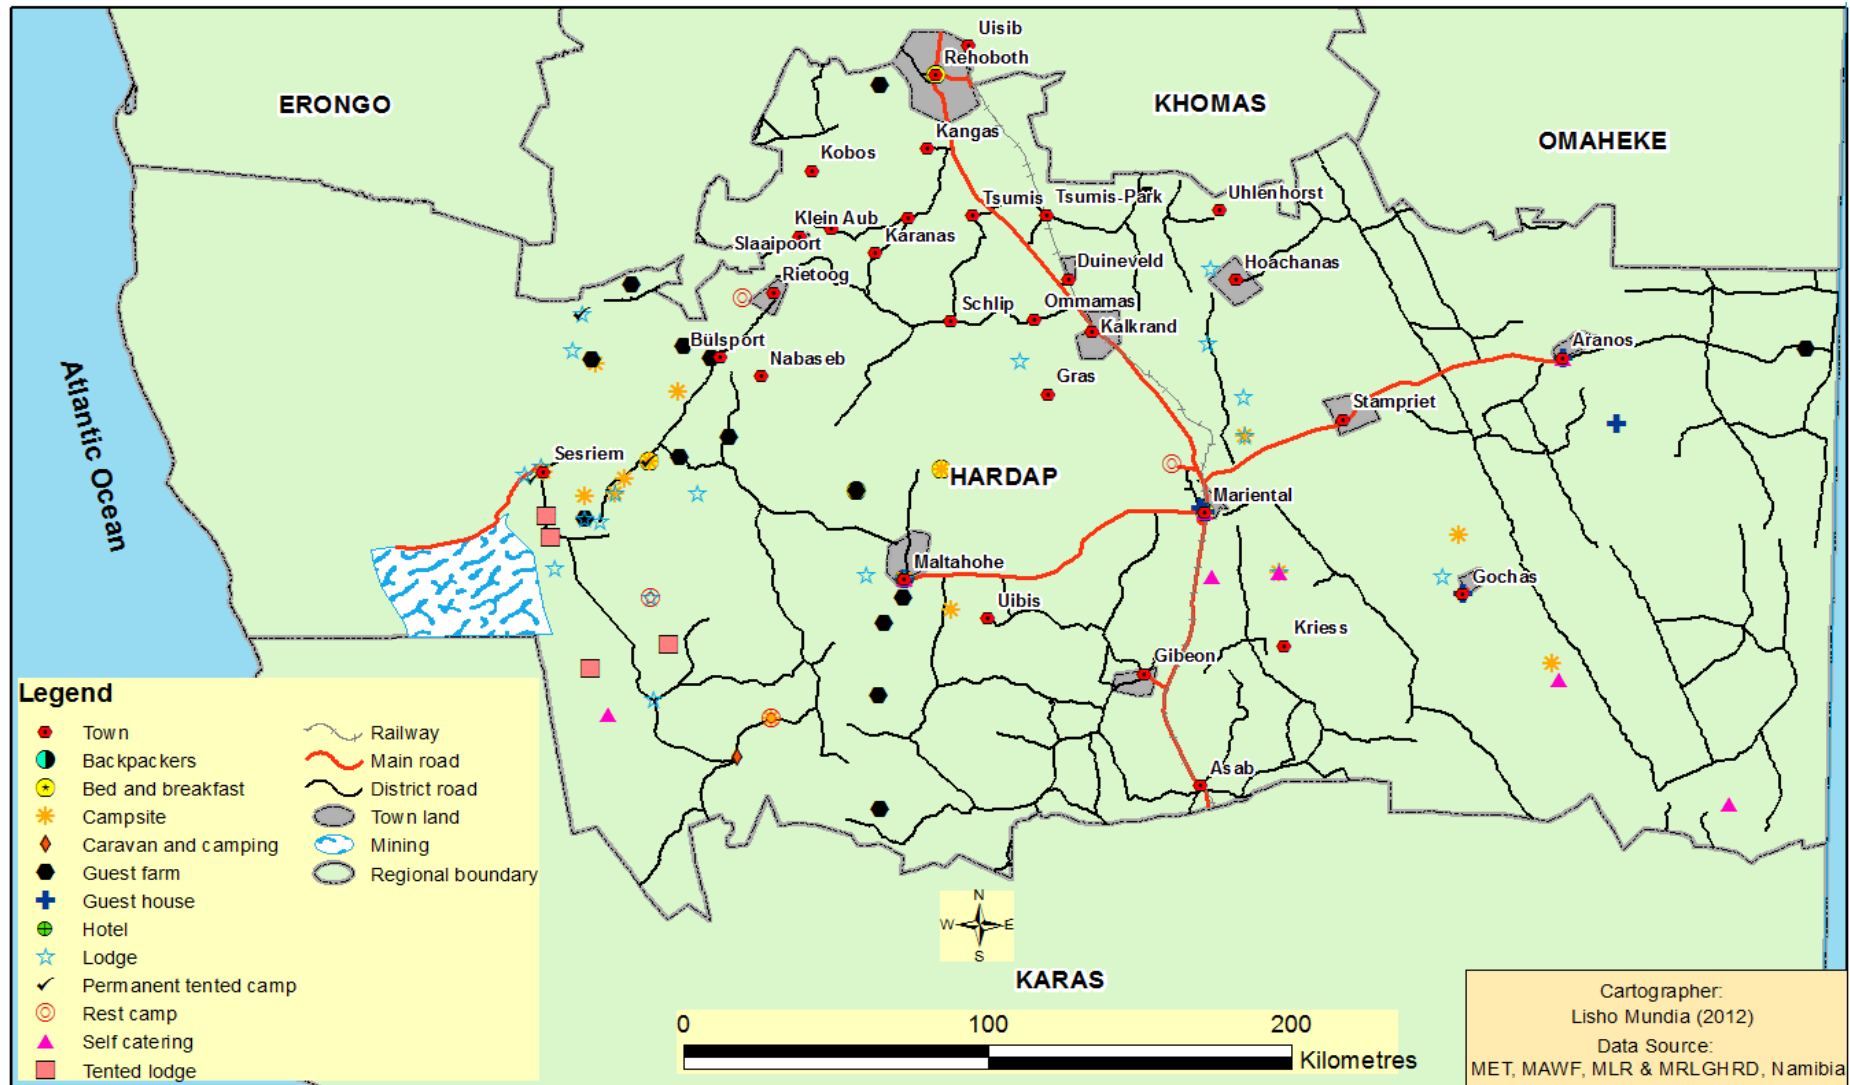 Uisib
Rehoboth
ERONGO
KHOMAS
OMAHEKE
Kangas
Kobos
Tsumis
Tsumis-Park
Uhlenhorst
Klein Aub
Karanas
Slaaipoort
Rietoog
Duineveld
Hoachanas
Schlip
Ommamas
Kalkrand
Bülsport
Nabaseb
Aranos
Gras
Stampriet
Atlantic Ocean
Sesriem
HARDAP
Mariental
Maltahohe
Gochas
Uibis
Kriess
Gibeon
Asab
Legend
Town
Backpackers
Bed and breakfast
Campsite
Caravan and camping
Guest farm
Guest house
Hotel
Lodge
Permanent tented camp
Rest camp
Self catering
Tented lodge
Railway
Main road
District road
Town land
Mining
Regional boundary
N
W E
S
KARAS
0 100 200
Kilometres
Cartographer:
Lisho Mundia (2012)
Data Source:
MET, MAWF, MLR & MRLGHRD, Namibia